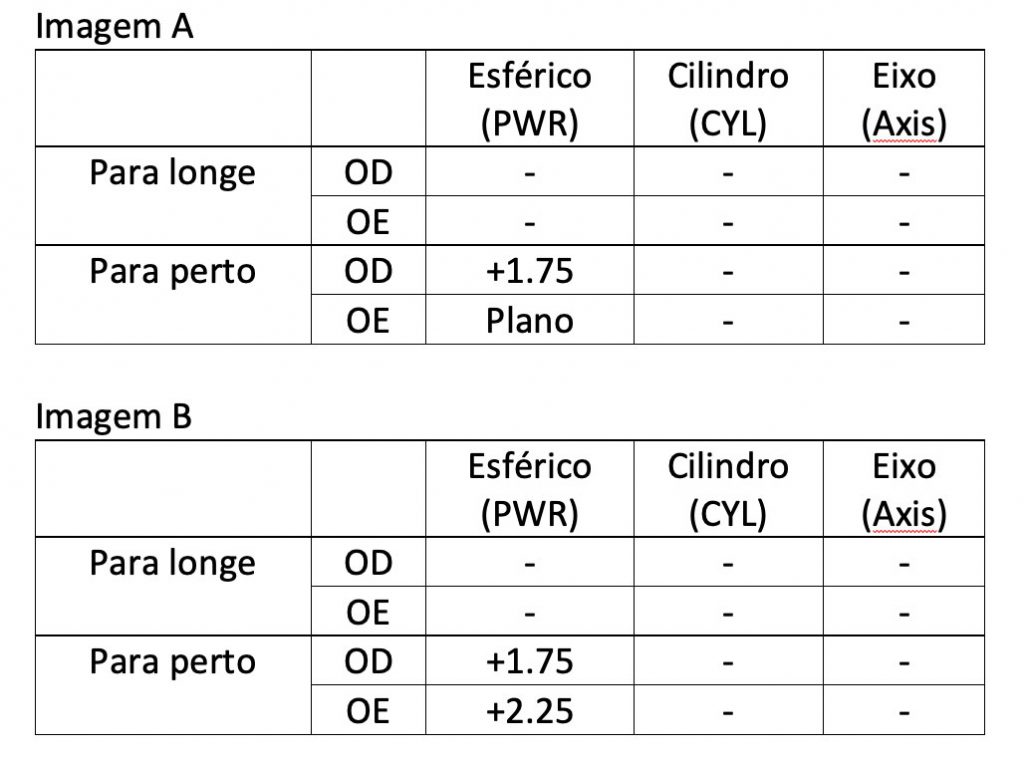 Imagem A
Esférico Cilindro Eixo
(PWR) (CYL) (Axis)
Para longe OD - - -
OE - - -
Para perto OD +1.75 - -
OE Plano - -
Imagem B
Esférico Cilindro Eixo
(PWR) (CYL) (Axis)
Para longe OD - - -
OE - - -
Para perto OD +1.75 - -
OE +2.25 - -